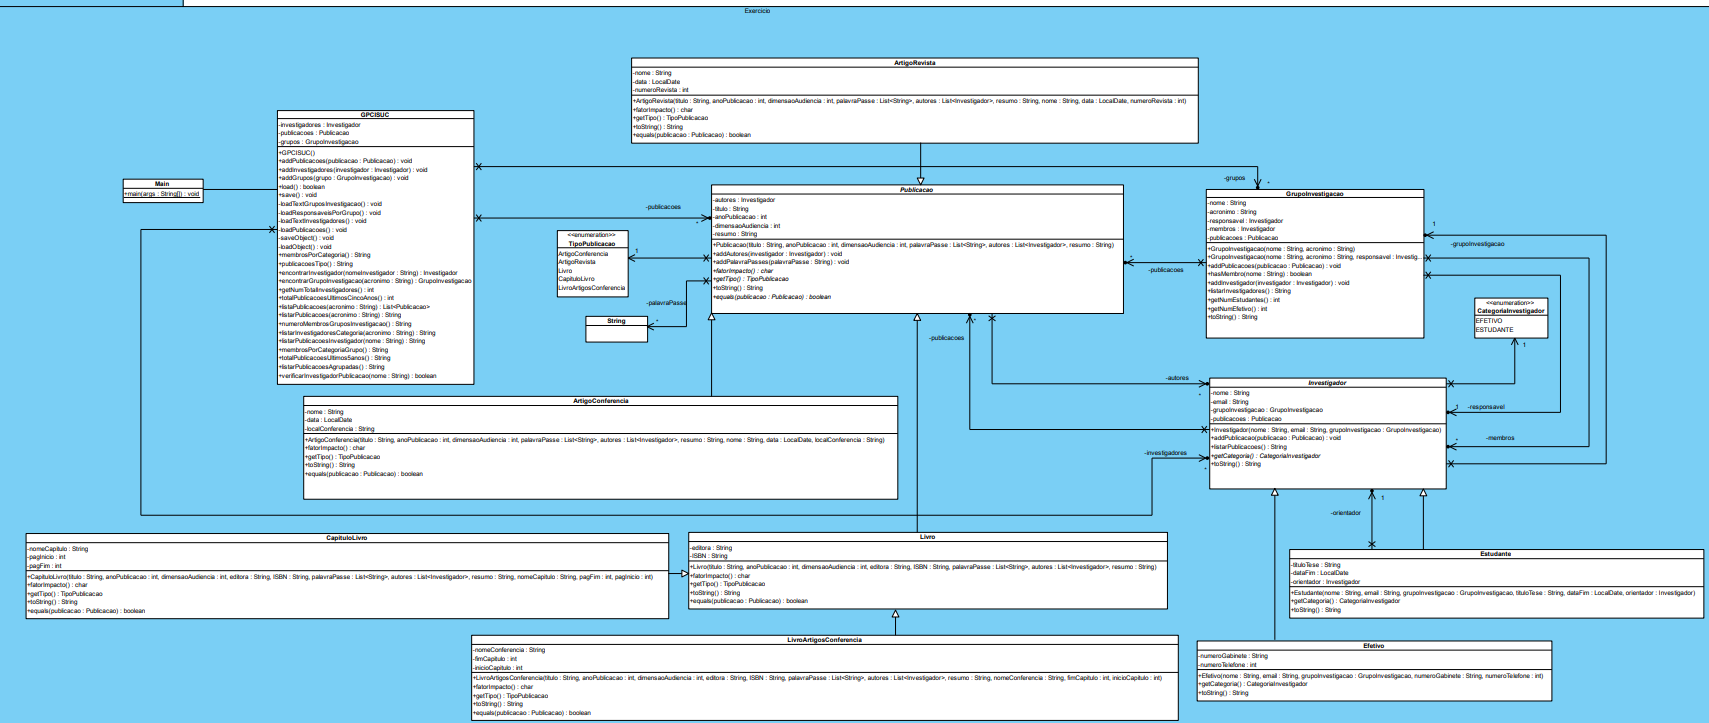 Exercicio
ArtigoRevista
-nome : String
-data : LocalDate
-numeroRevista : int
+ArtigoRevista(titulo : String, anoPublicacao : int, dimensaoAudiencia : int, palavraPasse : List<String>, autores : List<Investigador>, resumo : String, nome : String, data : LocalDate, numeroRevista : int)
+fatorImpacto() : char
+getTipo() : TipoPublicacao
+toString() : String
+equals(publicacao : Publicacao) : boolean
GPCISUC
-investigadores : Investigador
-publicacoes : Publicacao
-grupos : GrupoInvestigacao
+GPCISUC()
+addPublicacoes(publicacao : Publicacao) : void
+addInvestigadores(investigador : Investigador) : void
+addGrupos(grupo : GrupoInvestigacao) : void
+load() : boolean
+save() : void
-loadTextGruposInvestigacao() : void
-loadResponsaveisPorGrupo() : void
-loadTextInvestigadores() : void
-loadPublicacoes() : void
-saveObject() : void
-loadObject() : void
+membrosPorCategoria() : String
+publicacoesTipo() : String
+encontrarInvestigador(nomeInvestigador : String) : Investigador
+encontrarGrupoInvestigacao(acronimo : String) : GrupoInvestigacao
+getNumTotalInvestigadores() : int
+totalPublicacoesUltimosCincoAnos() : int
+listaPublicacoes(acronimo : String) : List<Publicacao>
+listarPublicacoes(acronimo : String) : String
+numeroMembrosGruposInvestigacao() : String
+listarInvestigadoresCategoria(acronimo : String) : String
+listarPublicacoesInvestigador(nome : String) : String
+membrosPorCategoriaGrupo() : String
+totalPublicacoesUltimos5anos() : String
+listarPublicacoesAgrupadas() : String
+verificarInvestigadorPublicacao(nome : String) : boolean
Main
+main(args : String[]) : void
-grupos
*
-publicacoes
*
Publicacao
-autores : Investigador
-titulo : String
-anoPublicacao : int
-dimensaoAudiencia : int
-resumo : String
+Publicacao(titulo : String, anoPublicacao : int, dimensaoAudiencia : int, palavraPasse : List<String>, autores : List<Investigador>, resumo : String)
+addAutores(investigador : Investigador) : void
+addPalavraPasses(palavraPasse : String) : void
+fatorImpacto() : char
+getTipo() : TipoPublicacao
+toString() : String
+equals(publicacao : Publicacao) : boolean
GrupoInvestigacao
-nome : String
-acronimo : String
-responsavel : Investigador
-membros : Investigador
-publicacoes : Publicacao
+GrupoInvestigacao(nome : String, acronimo : String)
+GrupoInvestigacao(nome : String, acronimo : String, responsavel : Investig...
+addPublicacoes(publicacao : Publicacao) : void
+hasMembro(nome : String) : boolean
+addInvestigador(investigador : Investigador) : void
+listarInvestigadores() : String
+getNumEstudantes() : int
+getNumEfetivo() : int
+toString() : String
<<enumeration>>
TipoPublicacao
ArtigoConferencia
ArtigoRevista
Livro
CapituloLivro
LivroArtigosConferencia
1
-palavraPasse
*
String
*
-publicacoes
1
-grupoInvestigacao
<<enumeration>>
CategoriaInvestigador
EFETIVO
ESTUDANTE
1
*
-publicacoes
-autores
*
Investigador
-nome : String
-email : String
-grupoInvestigacao : GrupoInvestigacao
-publicacoes : Publicacao
+Investigador(nome : String, email : String, grupoInvestigacao : GrupoInvestigacao)
+addPublicacao(publicacao : Publicacao) : void
+listarPublicacoes() : String
+getCategoria() : CategoriaInvestigador
+toString() : String
1
-responsavel
*
-membros
-investigadores
*
ArtigoConferencia
-nome : String
-data : LocalDate
-localConferencia : String
+ArtigoConferencia(titulo : String, anoPublicacao : int, dimensaoAudiencia : int, palavraPasse : List<String>, autores : List<Investigador>, resumo : String, nome : String, data : LocalDate, localConferencia : String)
+fatorImpacto() : char
+getTipo() : TipoPublicacao
+toString() : String
+equals(publicacao : Publicacao) : boolean
1
-orientador
CapituloLivro
-nomeCapitulo : String
-pagInicio : int
-pagFim : int
+CapituloLivro(titulo : String, anoPublicacao : int, dimensaoAudiencia : int, editora : String, ISBN : String, palavraPasse : List<String>, autores : List<Investigador>, resumo : String, nomeCapitulo : String, pagFim : int, pagInicio : int)
+fatorImpacto() : char
+getTipo() : TipoPublicacao
+toString() : String
+equals(publicacao : Publicacao) : boolean
Livro
-editora : String
-ISBN : String
+Livro(titulo : String, anoPublicacao : int, dimensaoAudiencia : int, editora : String, ISBN : String, palavraPasse : List<String>, autores : List<Investigador>, resumo : String)
+fatorImpacto() : char
+getTipo() : TipoPublicacao
+toString() : String
+equals(publicacao : Publicacao) : boolean
Estudante
-tituloTese : String
-dataFim : LocalDate
-orientador : Investigador
+Estudante(nome : String, email : String, grupoInvestigacao : GrupoInvestigacao, tituloTese : String, dataFim : LocalDate, orientador : Investigador)
+getCategoria() : CategoriaInvestigador
+toString() : String
LivroArtigosConferencia
-nomeConferencia : String
-fimCapitulo : int
-inicioCapitulo : int
+LivroArtigosConferencia(titulo : String, anoPublicacao : int, dimensaoAudiencia : int, editora : String, ISBN : String, palavraPasse : List<String>, autores : List<Investigador>, resumo : String, nomeConferencia : String, fimCapitulo : int, inicioCapitulo : int)
+fatorImpacto() : char
+getTipo() : TipoPublicacao
+toString() : String
+equals(publicacao : Publicacao) : boolean
Efetivo
-numeroGabinete : String
-numeroTelefone : int
+Efetivo(nome : String, email : String, grupoInvestigacao : GrupoInvestigacao, numeroGabinete : String, numeroTelefone : int)
+getCategoria() : CategoriaInvestigador
+toString() : String